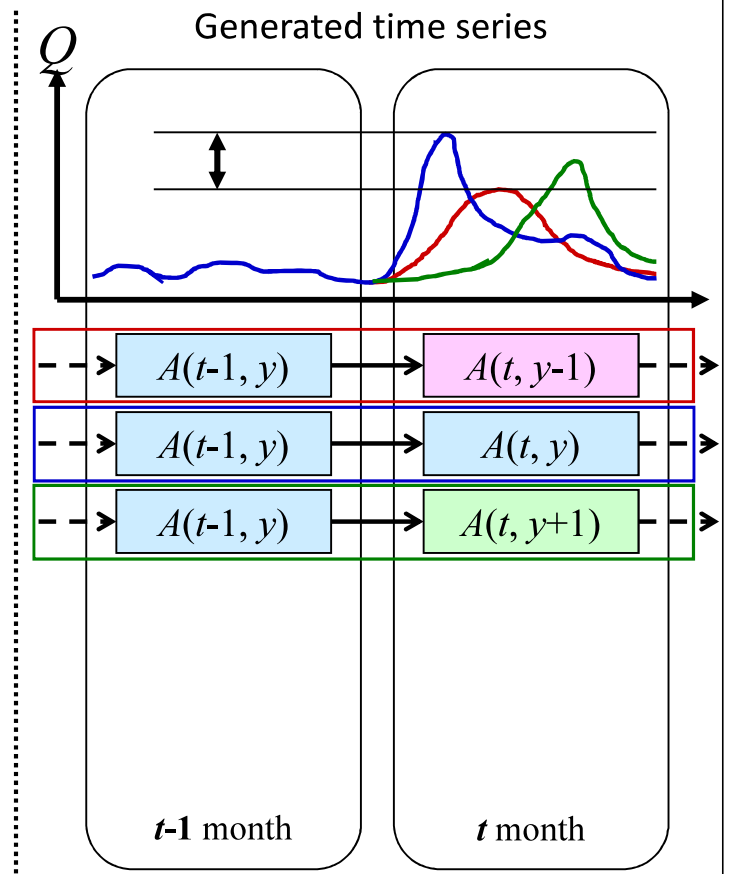 Generated time series
Q
A(t-1, y) A(t, y-1)
A(t-1, y) A(t, y)
A(t-1, y) A(t, y+1)
t-1 month t month